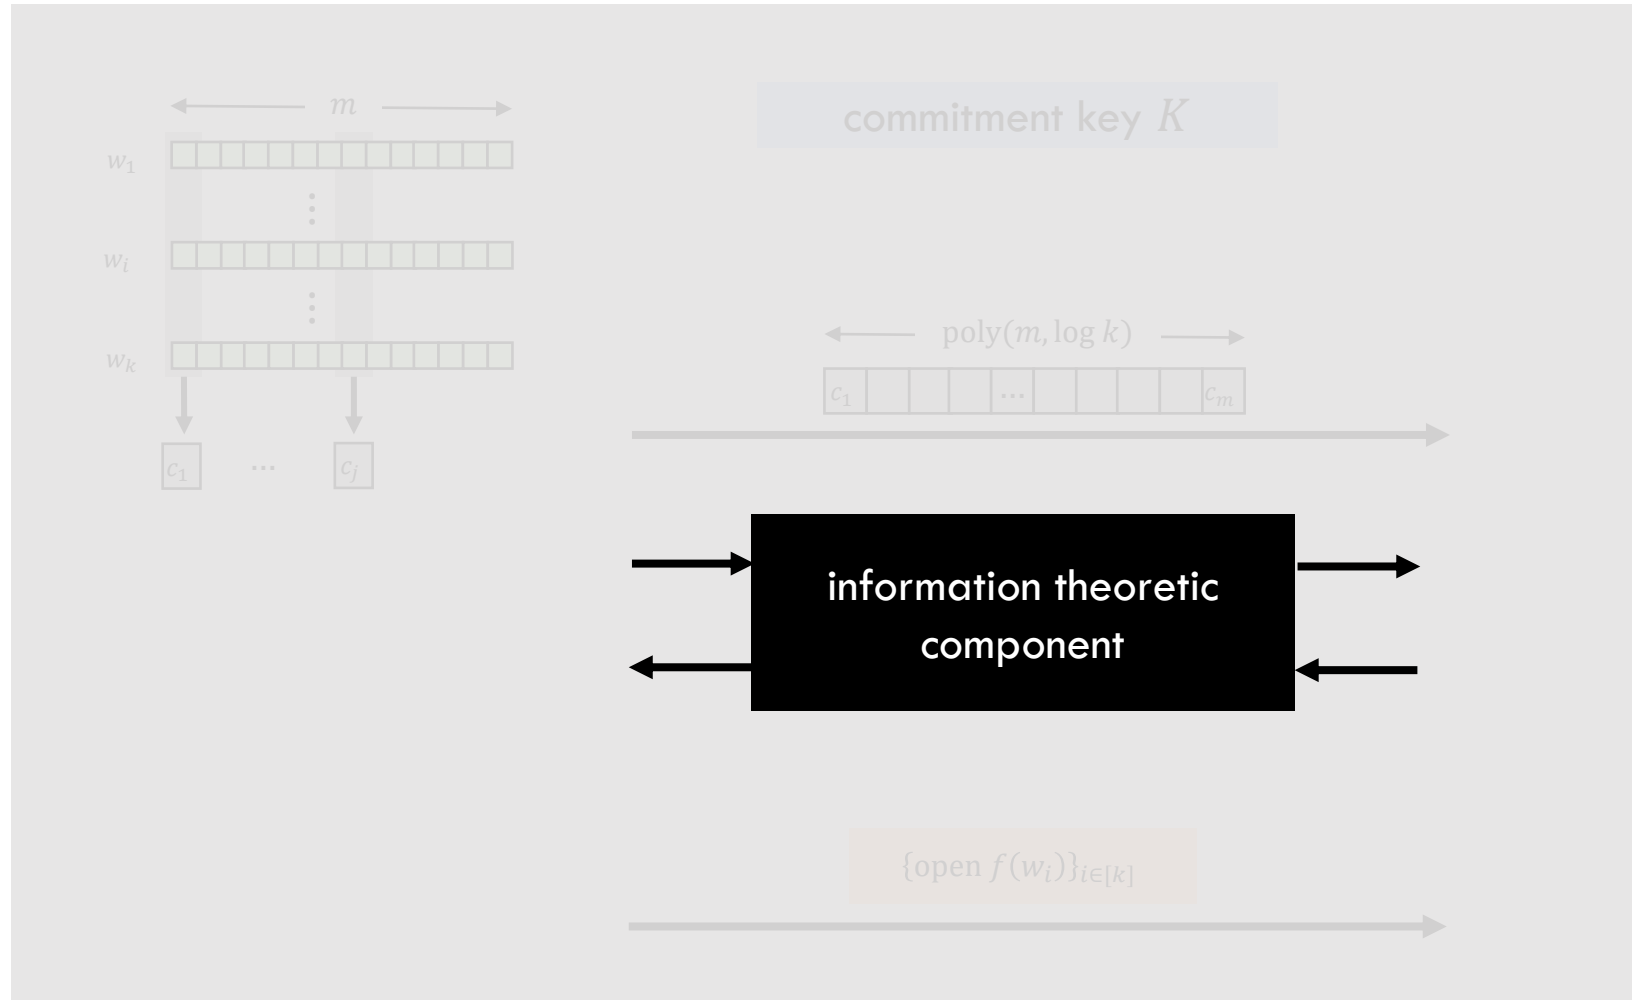 m
commitment key K
w₁
⋮
wᵢ
⋮
wₖ
poly(m, log k)
c₁ ... cₘ
c₁ ... cⱼ
information theoretic
component
{open f(wᵢ)}ᵢ∈[ₖ]